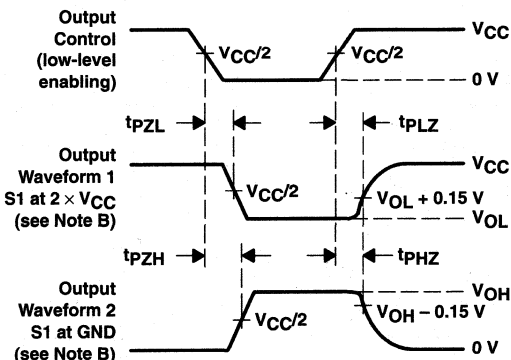 Output
Control
(low-level
enabling)
VCC/2
VCC/2
VCC
0 V
tPZL
tPLZ
Output
Waveform 1
S1 at 2 × VCC
(see Note B)
VCC/2
VCC
VOL + 0.15 V
VOL
tPZH
tPHZ
Output
Waveform 2
S1 at GND
(see Note B)
VCC/2
VOH
VOH − 0.15 V
0 V